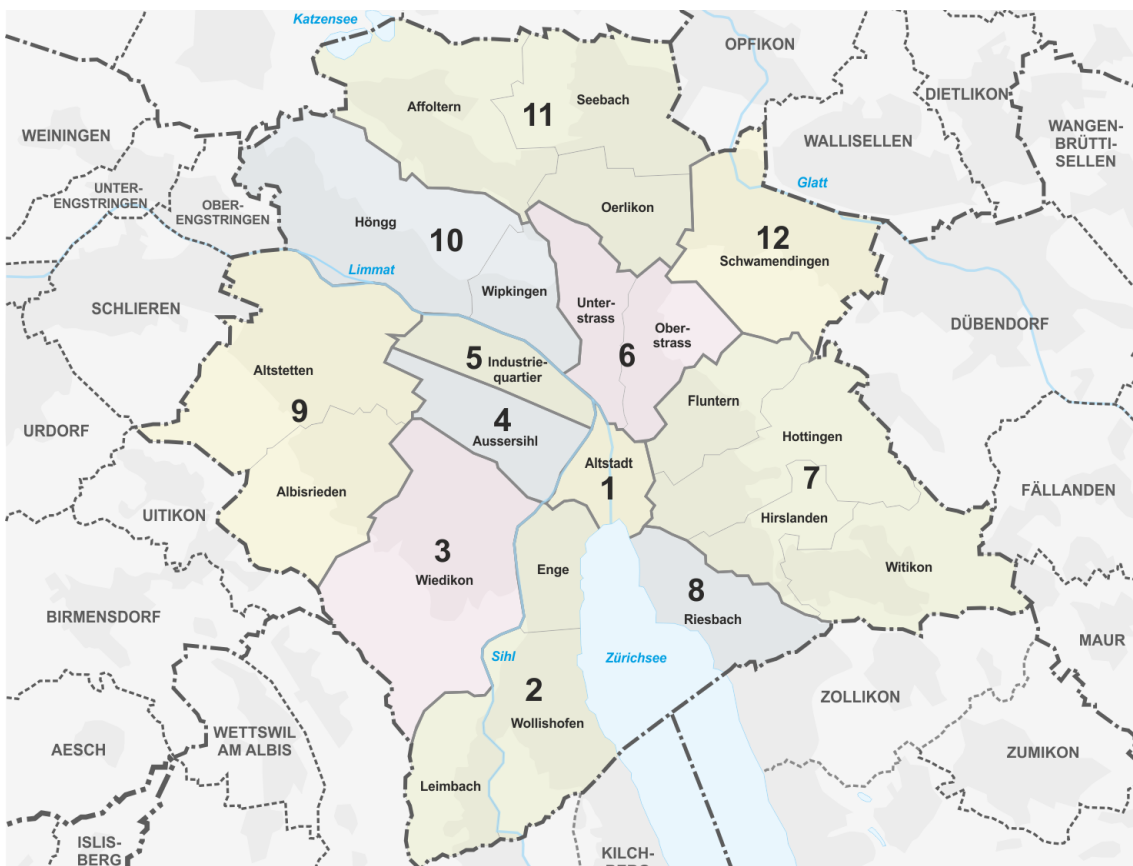 Katzensee
OPFIKON
Affoltern
Seebach
11
DIETLIKON
WEININGEN
WALLISELLEN
WANGEN-
BRÜTTI-
SELLEN
UNTER-
ENGSTRINGEN
OBER-
ENGSTRINGEN
Glatt
Oerlikon
Höngg
10
12
Schwamendingen
Limmat
Wipkingen
SCHLIEREN
Unter-
strass
Ober-
strass
DÜBENDORF
6
5
Industrie-
quartier
Altstetten
9
Fluntern
4
Aussersihl
URDORF
Hottingen
Altstadt
1
7
Albisrieden
FÄLLANDEN
UITIKON
Hirslanden
3
Wiedikon
Enge
Witikon
8
Riesbach
BIRMENSDORF
MAUR
Sihl
Zürichsee
2
Wollishofen
ZOLLIKON
WETTSWIL
AM ALBIS
AESCH
ZUMIKON
Leimbach
ISLIS-
BERG
KILCH-
BERG